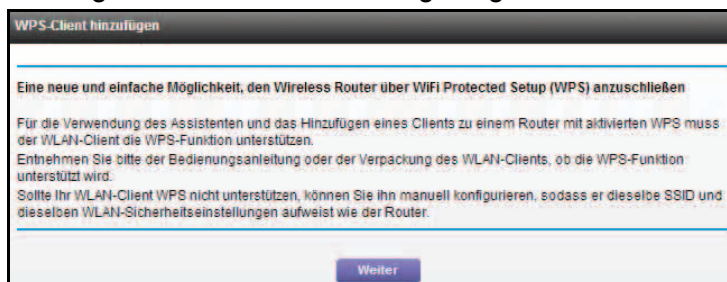 WPS-Client hinzufügen
Eine neue und einfache Möglichkeit, den Wireless Router über WiFi Protected Setup (WPS) anzuschließen
Für die Verwendung des Assistenten und das Hinzufügen eines Clients zu einem Router mit aktivierten WPS muss
der WLAN-Client die WPS-Funktion unterstützen.
Entnehmen Sie bitte der Bedienungsanleitung oder der Verpackung des WLAN-Clients, ob die WPS-Funktion
unterstützt wird.
Sollte Ihr WLAN-Client WPS nicht unterstützen, können Sie ihn manuell konfigurieren, sodass er dieselbe SSID und
dieselben WLAN-Sicherheitseinstellungen aufweist wie der Router.
Weiter